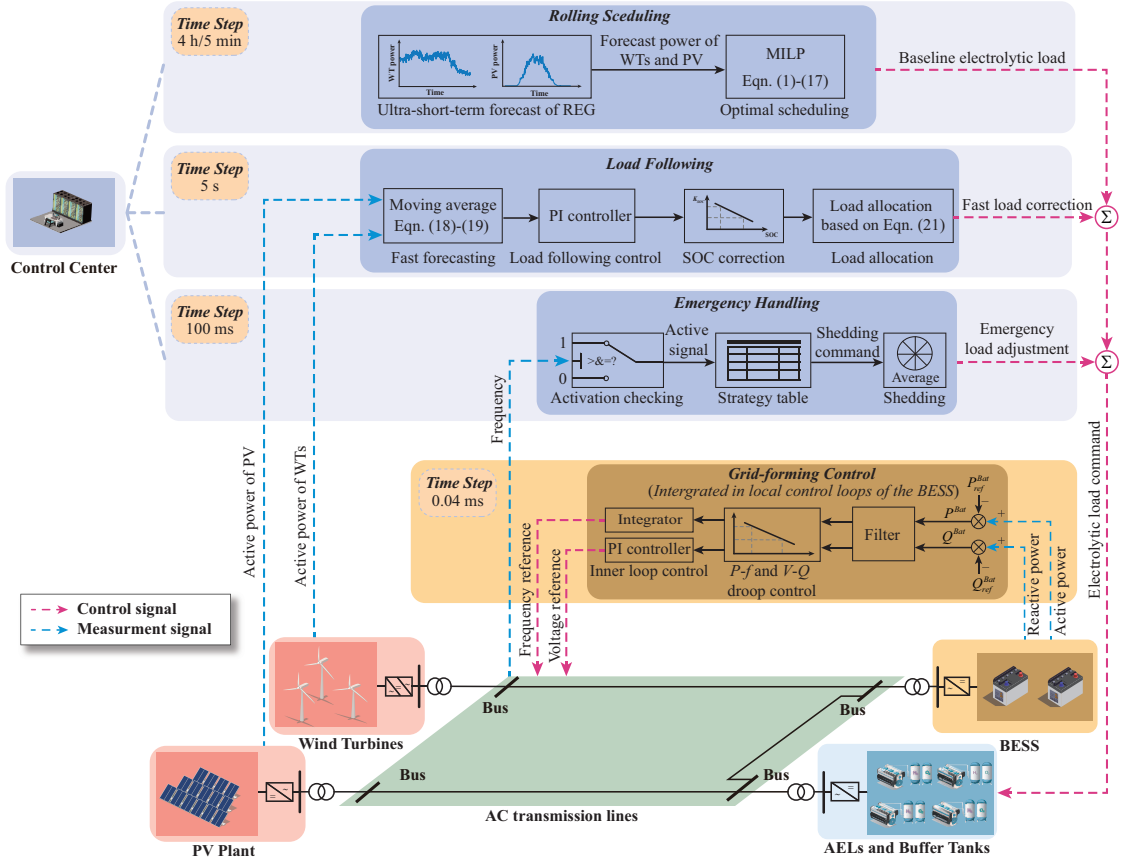 Rolling Sceduling
Time Step
4 h/5 min
WT power
Time
PV power
Time
Ultra-short-term forecast of REG
Forecast power of
WTs and PV
MILP
Eqn. (1)-(17)
Optimal scheduling
Baseline electrolytic load
Control Center
Load Following
Time Step
5 s
Moving average
Eqn. (18)-(19)
Fast forecasting
PI controller
Load following control
K_SOC
SOC
SOC correction
Load allocation
based on Eqn. (21)
Load allocation
Fast load correction
Σ
Emergency Handling
Time Step
100 ms
1
>&=?
0
Activation checking
Active
signal
Strategy table
Shedding
command
Average
Shedding
Emergency
load adjustment
Σ
Frequency
Active power of PV
Active power of WTs
Electrolytic load command
Grid-forming Control
(Intergrated in local control loops of the BESS)
Time Step
0.04 ms
Integrator
PI controller
Inner loop control
P-f and V-Q
droop control
Filter
P^Bat
Q^Bat
P_ref^Bat
−
+
+
−
Q_ref^Bat
Frequency reference
Voltage reference
Reactive power
Active power
Control signal
Measurment signal
Wind Turbines
Bus
Bus
BESS
PV Plant
Bus
Bus
AC transmission lines
AELs and Buffer Tanks